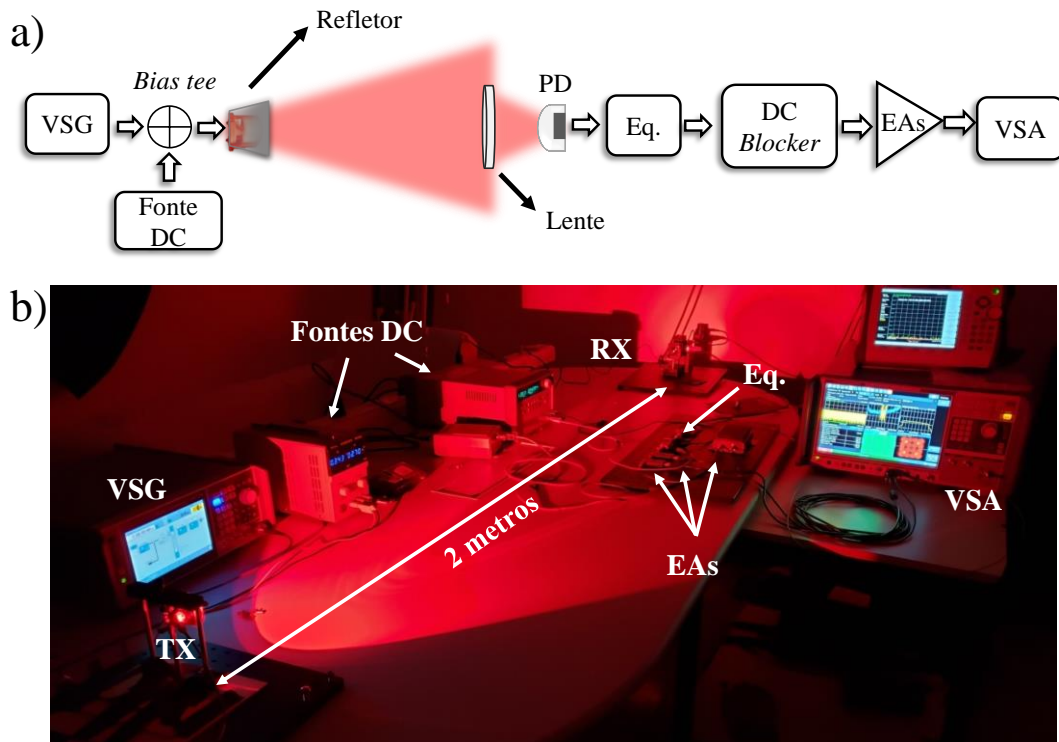 a)
Refletor
Bias tee
PD
VSG
Eq.
DC
Blocker
EAs
VSA
Fonte
DC
Lente
b)
Fontes DC
RX
Eq.
VSG
2 metros
VSA
EAs
TX